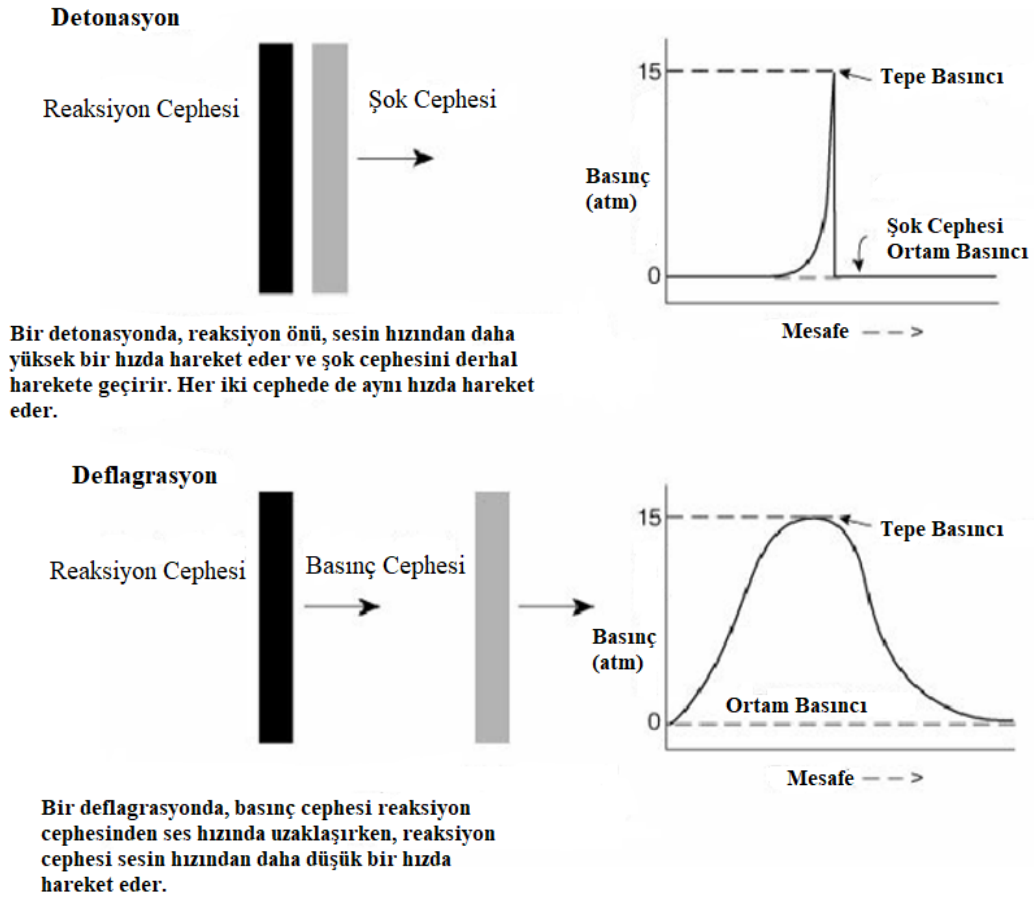 Detonasyon
Reaksiyon Cephesi
Şok Cephesi
15
Tepe Basıncı
Basınç
(atm)
Şok Cephesi
Ortam Basıncı
0
Mesafe — — >
Bir detonasyonda, reaksiyon önü, sesin hızından daha
yüksek bir hızda hareket eder ve şok cephesini derhal
harekete geçirir. Her iki cephede de aynı hızda hareket
eder.
Deflagrasyon
Reaksiyon Cephesi
Basınç Cephesi
15
Tepe Basıncı
Basınç
(atm)
Ortam Basıncı
0
Mesafe — — >
Bir deflagrasyonda, basınç cephesi reaksiyon
cephesinden ses hızında uzaklaşırken, reaksiyon
cephesi sesin hızından daha düşük bir hızda
hareket eder.